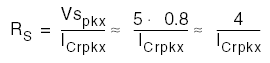 R_S = Vs_pkx / I_Crpkx ≈ 5 · 0.8 / I_Crpkx ≈ 4 / I_Crpkx